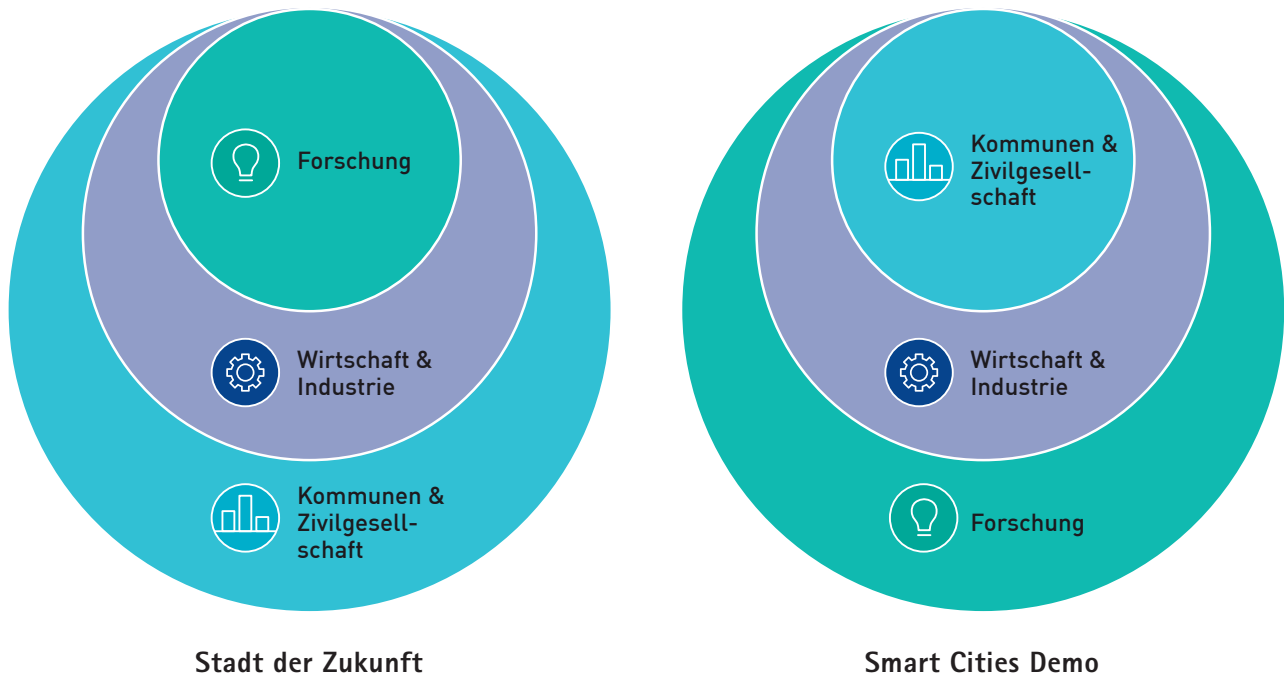 Forschung
Wirtschaft &
Industrie
Kommunen &
Zivilgesell-
schaft
Stadt der Zukunft
Kommunen &
Zivilgesell-
schaft
Wirtschaft &
Industrie
Forschung
Smart Cities Demo